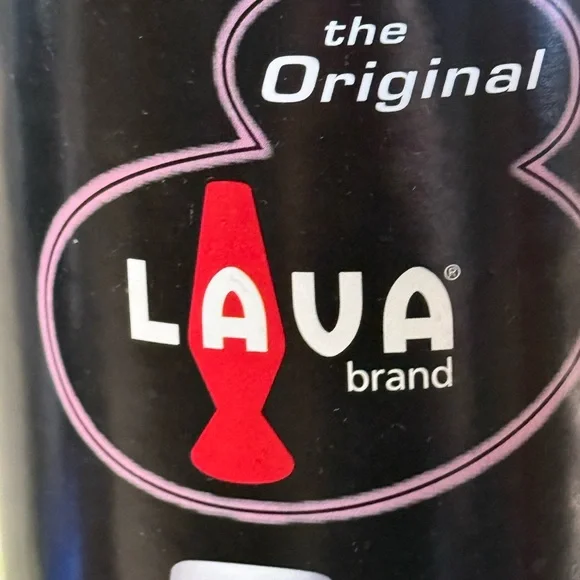 the
Original
LAVA®
brand